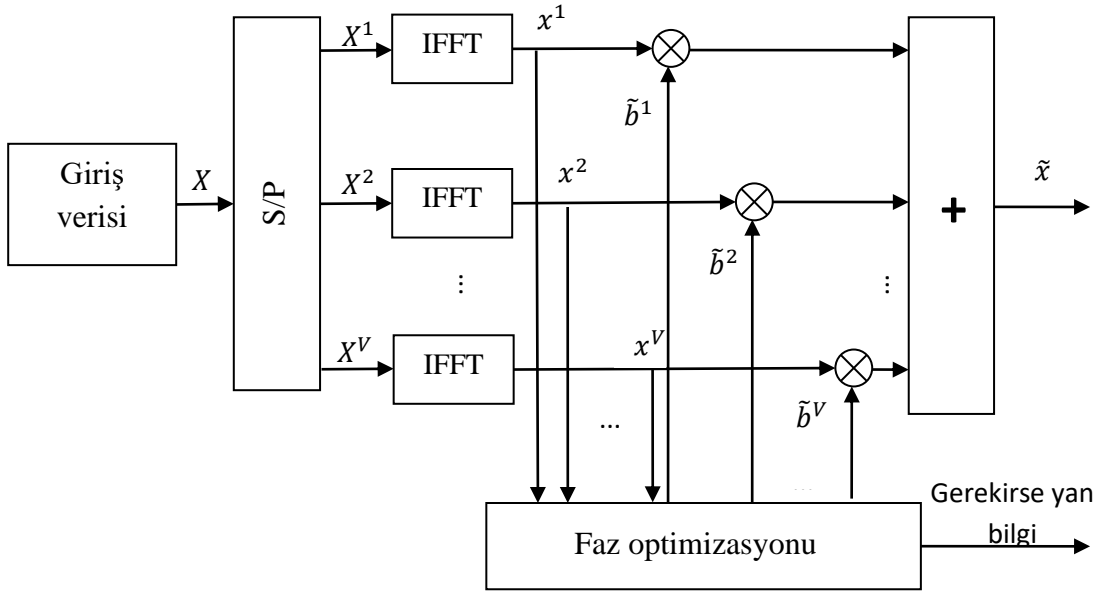 X¹
IFFT
x¹
b̃¹
Giriş
verisi
X
S/P
X²
IFFT
x²
b̃²
+
x̃
⋮
⋮
X^V
IFFT
x^V
b̃^V
...
...
Faz optimizasyonu
Gerekirse yan
bilgi